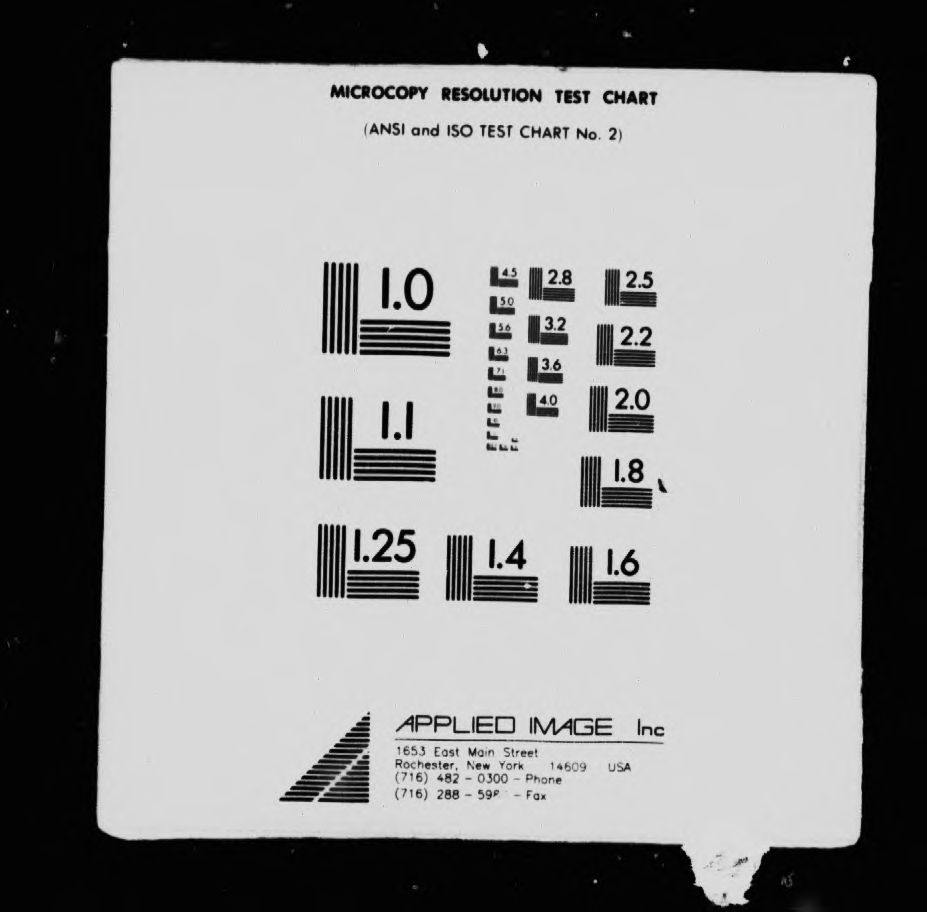 MICROCOPY RESOLUTION TEST CHART
(ANSI and ISO TEST CHART No. 2)
1.0
1.1
1.25
1.4
1.6
1.8
2.0
2.2
2.5
2.8
3.2
3.6
4.0
4.5
5.0
5.6
6.3
7.1
APPLIED IMAGE Inc
1653 East Main Street
Rochester, New York 14609 USA
(716) 482 - 0300 - Phone
(716) 288 - - Fax